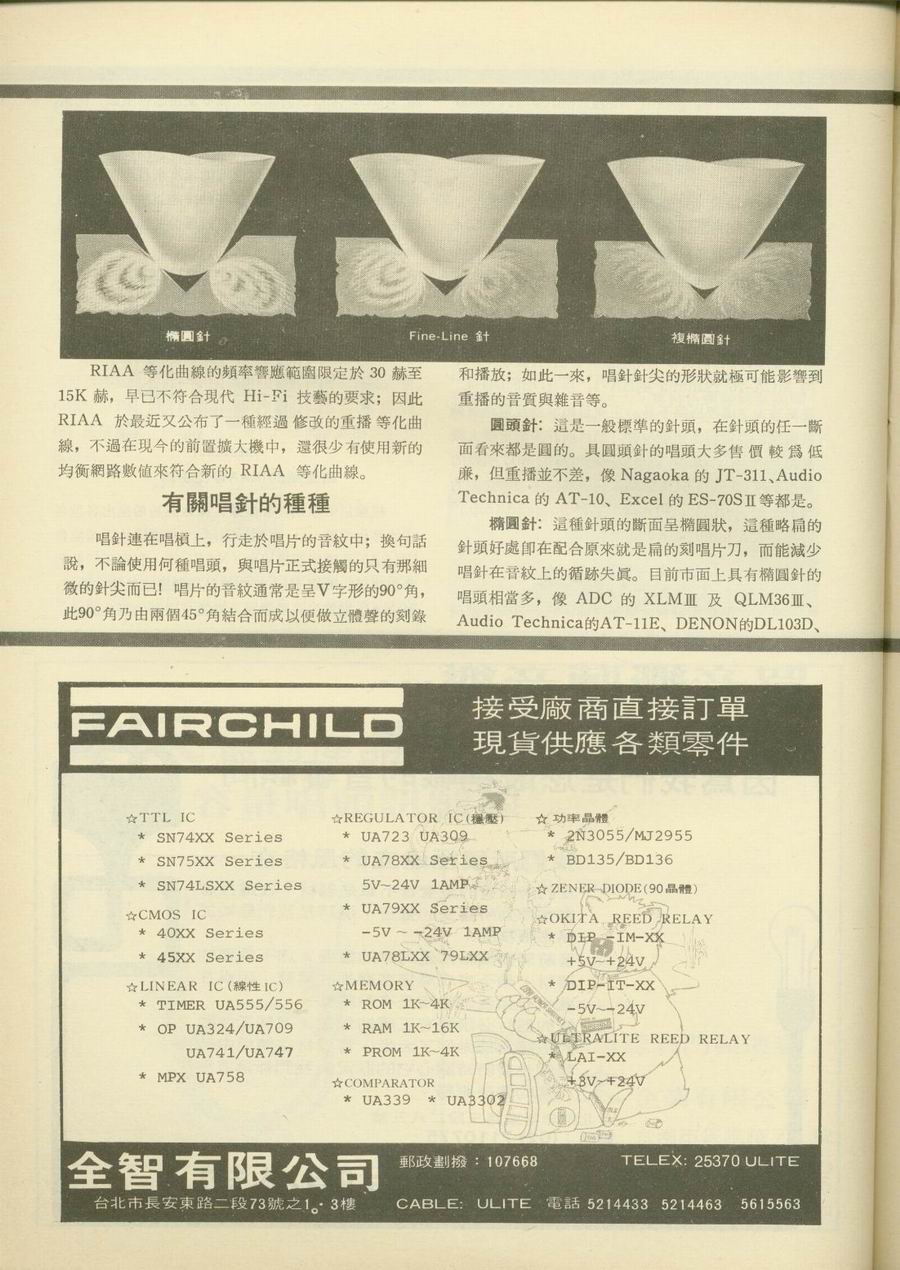 橢圓針
Fine-Line 針
複橢圓針
RIAA 等化曲線的頻率響應範圍限定於 30 赫至
15K 赫，早已不符合現代 Hi-Fi 技藝的要求；因此
RIAA 於最近又公布了一種經過修改的重播等化曲
線，不過在現今的前置擴大機中，還很少有使用新的
均衡網路數值來符合新的 RIAA 等化曲線。
有關唱針的種種
唱針連在唱槓上，行走於唱片的音紋中；換句話
說，不論使用何種唱頭，與唱片正式接觸的只有那細
微的針尖而已！唱片的音紋通常是呈V字形的90°角，
此90°角乃由兩個45°角結合而成以便做立體聲的刻錄
和播放；如此一來，唱針針尖的形狀就極可能影響到
重播的音質與雜音等。
圓頭針：這是一般標準的針頭，在針頭的任一斷
面看來都是圓的。具圓頭針的唱頭大多售價較爲低
廉，但重播並不差，像 Nagaoka 的 JT-311、Audio
Technica 的 AT-10、Excel 的 ES-70SⅡ等都是。
橢圓針：這種針頭的斷面呈橢圓狀，這種略扁的
針頭好處卽在配合原來就是扁的刻唱片刀，而能減少
唱針在音紋上的循跡失眞。目前市面上具有橢圓針的
唱頭相當多，像 ADC 的 XLMⅢ 及 QLM36Ⅲ、
Audio Technica的AT-11E、DENON的DL103D、
FAIRCHILD
接受廠商直接訂單
現貨供應各類零件
☆TTL IC
* SN74XX Series
* SN75XX Series
* SN74LSXX Series
☆CMOS IC
* 40XX Series
* 45XX Series
☆LINEAR IC(線性IC)
* TIMER UA555/556
* OP UA324/UA709
UA741/UA747
* MPX UA758
☆REGULATOR IC(穩壓)
* UA723 UA309
* UA78XX Series
5V~24V 1AMP
* UA79XX Series
-5V ~ -24V 1AMP
* UA78LXX 79LXX
☆MEMORY
* ROM 1K~4K
* RAM 1K~16K
* PROM 1K~4K
☆COMPARATOR
* UA339 * UA3302
☆功率晶體
* 2N3055/MJ2955
* BD135/BD136
☆ZENER DIODE(90晶體)
☆OKITA REED RELAY
* DIP -IM-XX
+5V~+24V
* DIP-IT-XX
-5V~-24V
☆ULTRALITE REED RELAY
* LAI-XX
+3V~+24V
全智有限公司
台北市長安東路二段73號之1。·3樓
郵政劃撥：107668
TELEX: 25370 ULITE
CABLE: ULITE 電話 5214433 5214463 5615563